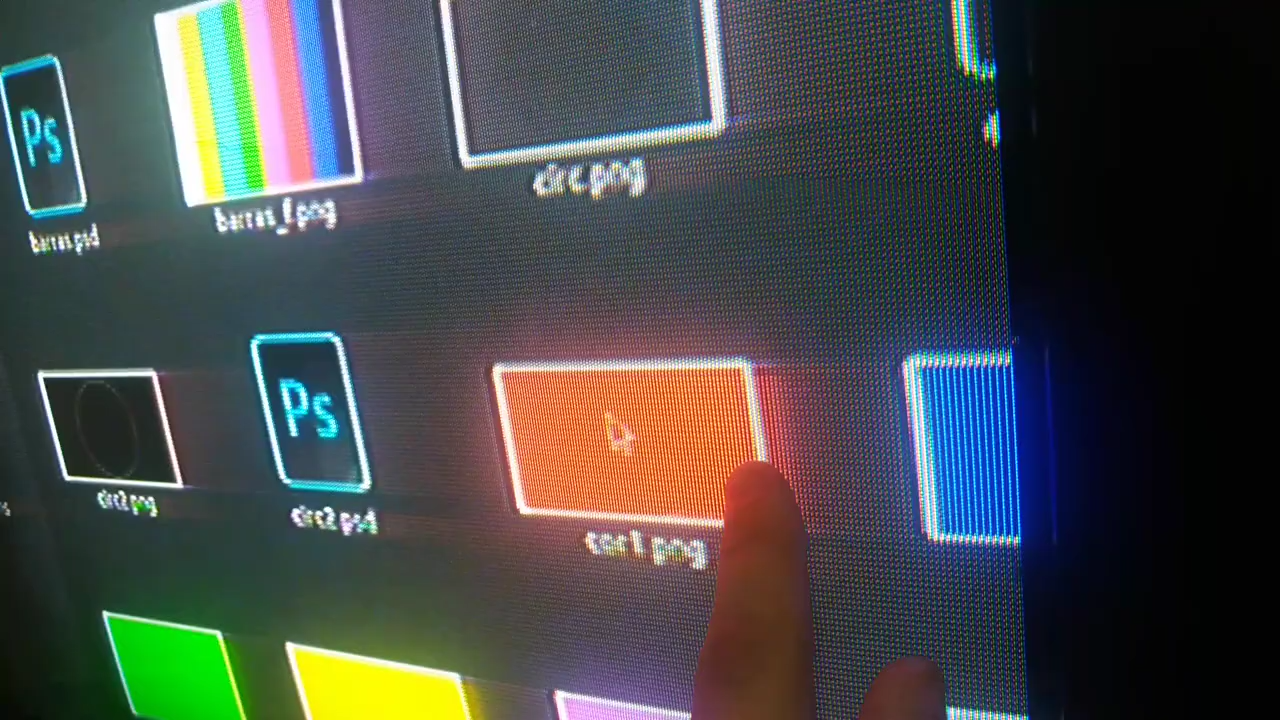 Ps
barras.psd
barras_f.png
circ.png
circ2.png
Ps
circ2.psd
cor1.png